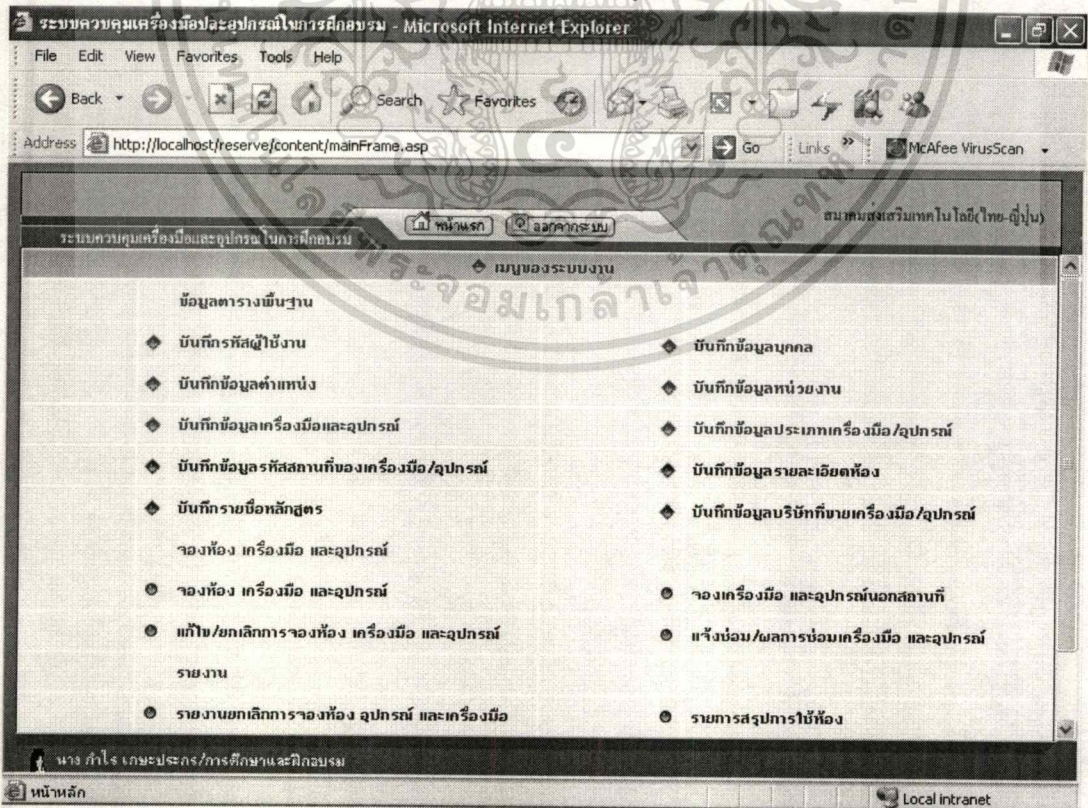 ระบบควบคุมเครื่องมือและอุปกรณ์ในการฝึกอบรม - Microsoft Internet Explorer
File Edit View Favorites Tools Help
Back Search Favorites
Address http://localhost/reserve/content/mainFrame.asp Go Links » McAfee VirusScan
หน้าแรก ออกจากระบบ สมาคมส่งเสริมเทคโนโลยี(ไทย-ญี่ปุ่น)
ระบบควบคุมเครื่องมือและอุปกรณ์ในการฝึกอบรม
เมนูของระบบงาน
ข้อมูลตารางพื้นฐาน
บันทึกรหัสผู้ใช้งาน บันทึกข้อมูลบุคคล
บันทึกข้อมูลตำแหน่ง บันทึกข้อมูลหน่วยงาน
บันทึกข้อมูลเครื่องมือและอุปกรณ์ บันทึกข้อมูลประเภทเครื่องมือ/อุปกรณ์
บันทึกข้อมูลรหัสสถานที่ของเครื่องมือ/อุปกรณ์ บันทึกข้อมูลรายละเอียดห้อง
บันทึกรายชื่อหลักสูตร บันทึกข้อมูลบริษัทที่ขายเครื่องมือ/อุปกรณ์
จองห้อง เครื่องมือ และอุปกรณ์
จองห้อง เครื่องมือ และอุปกรณ์ จองเครื่องมือ และอุปกรณ์นอกสถานที่
แก้ไข/ยกเลิกการจองห้อง เครื่องมือ และอุปกรณ์ แจ้งซ่อม/ผลการซ่อมเครื่องมือ และอุปกรณ์
รายงาน
รายงานยกเลิกการจองห้อง อุปกรณ์ และเครื่องมือ รายการสรุปการใช้ห้อง
นาง กำไร เกษะประกร/การศึกษาและฝึกอบรม
หน้าหลัก Local intranet
พระจอมเกล้าเจ้าคุณทหาร